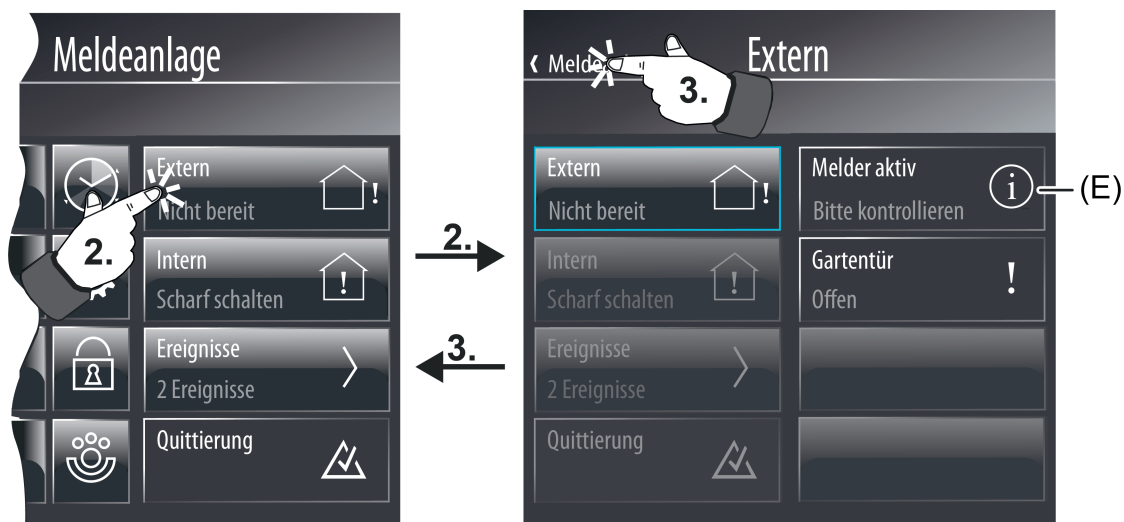 Meldeanlage
Extern
Nicht bereit
2.
Intern
Scharf schalten
Ereignisse
2 Ereignisse
Quittierung
2.
3.
Extern
3.
Extern
Nicht bereit
Melder aktiv
Bitte kontrollieren
(E)
Intern
Scharf schalten
Gartentür
Offen
Ereignisse
2 Ereignisse
Quittierung